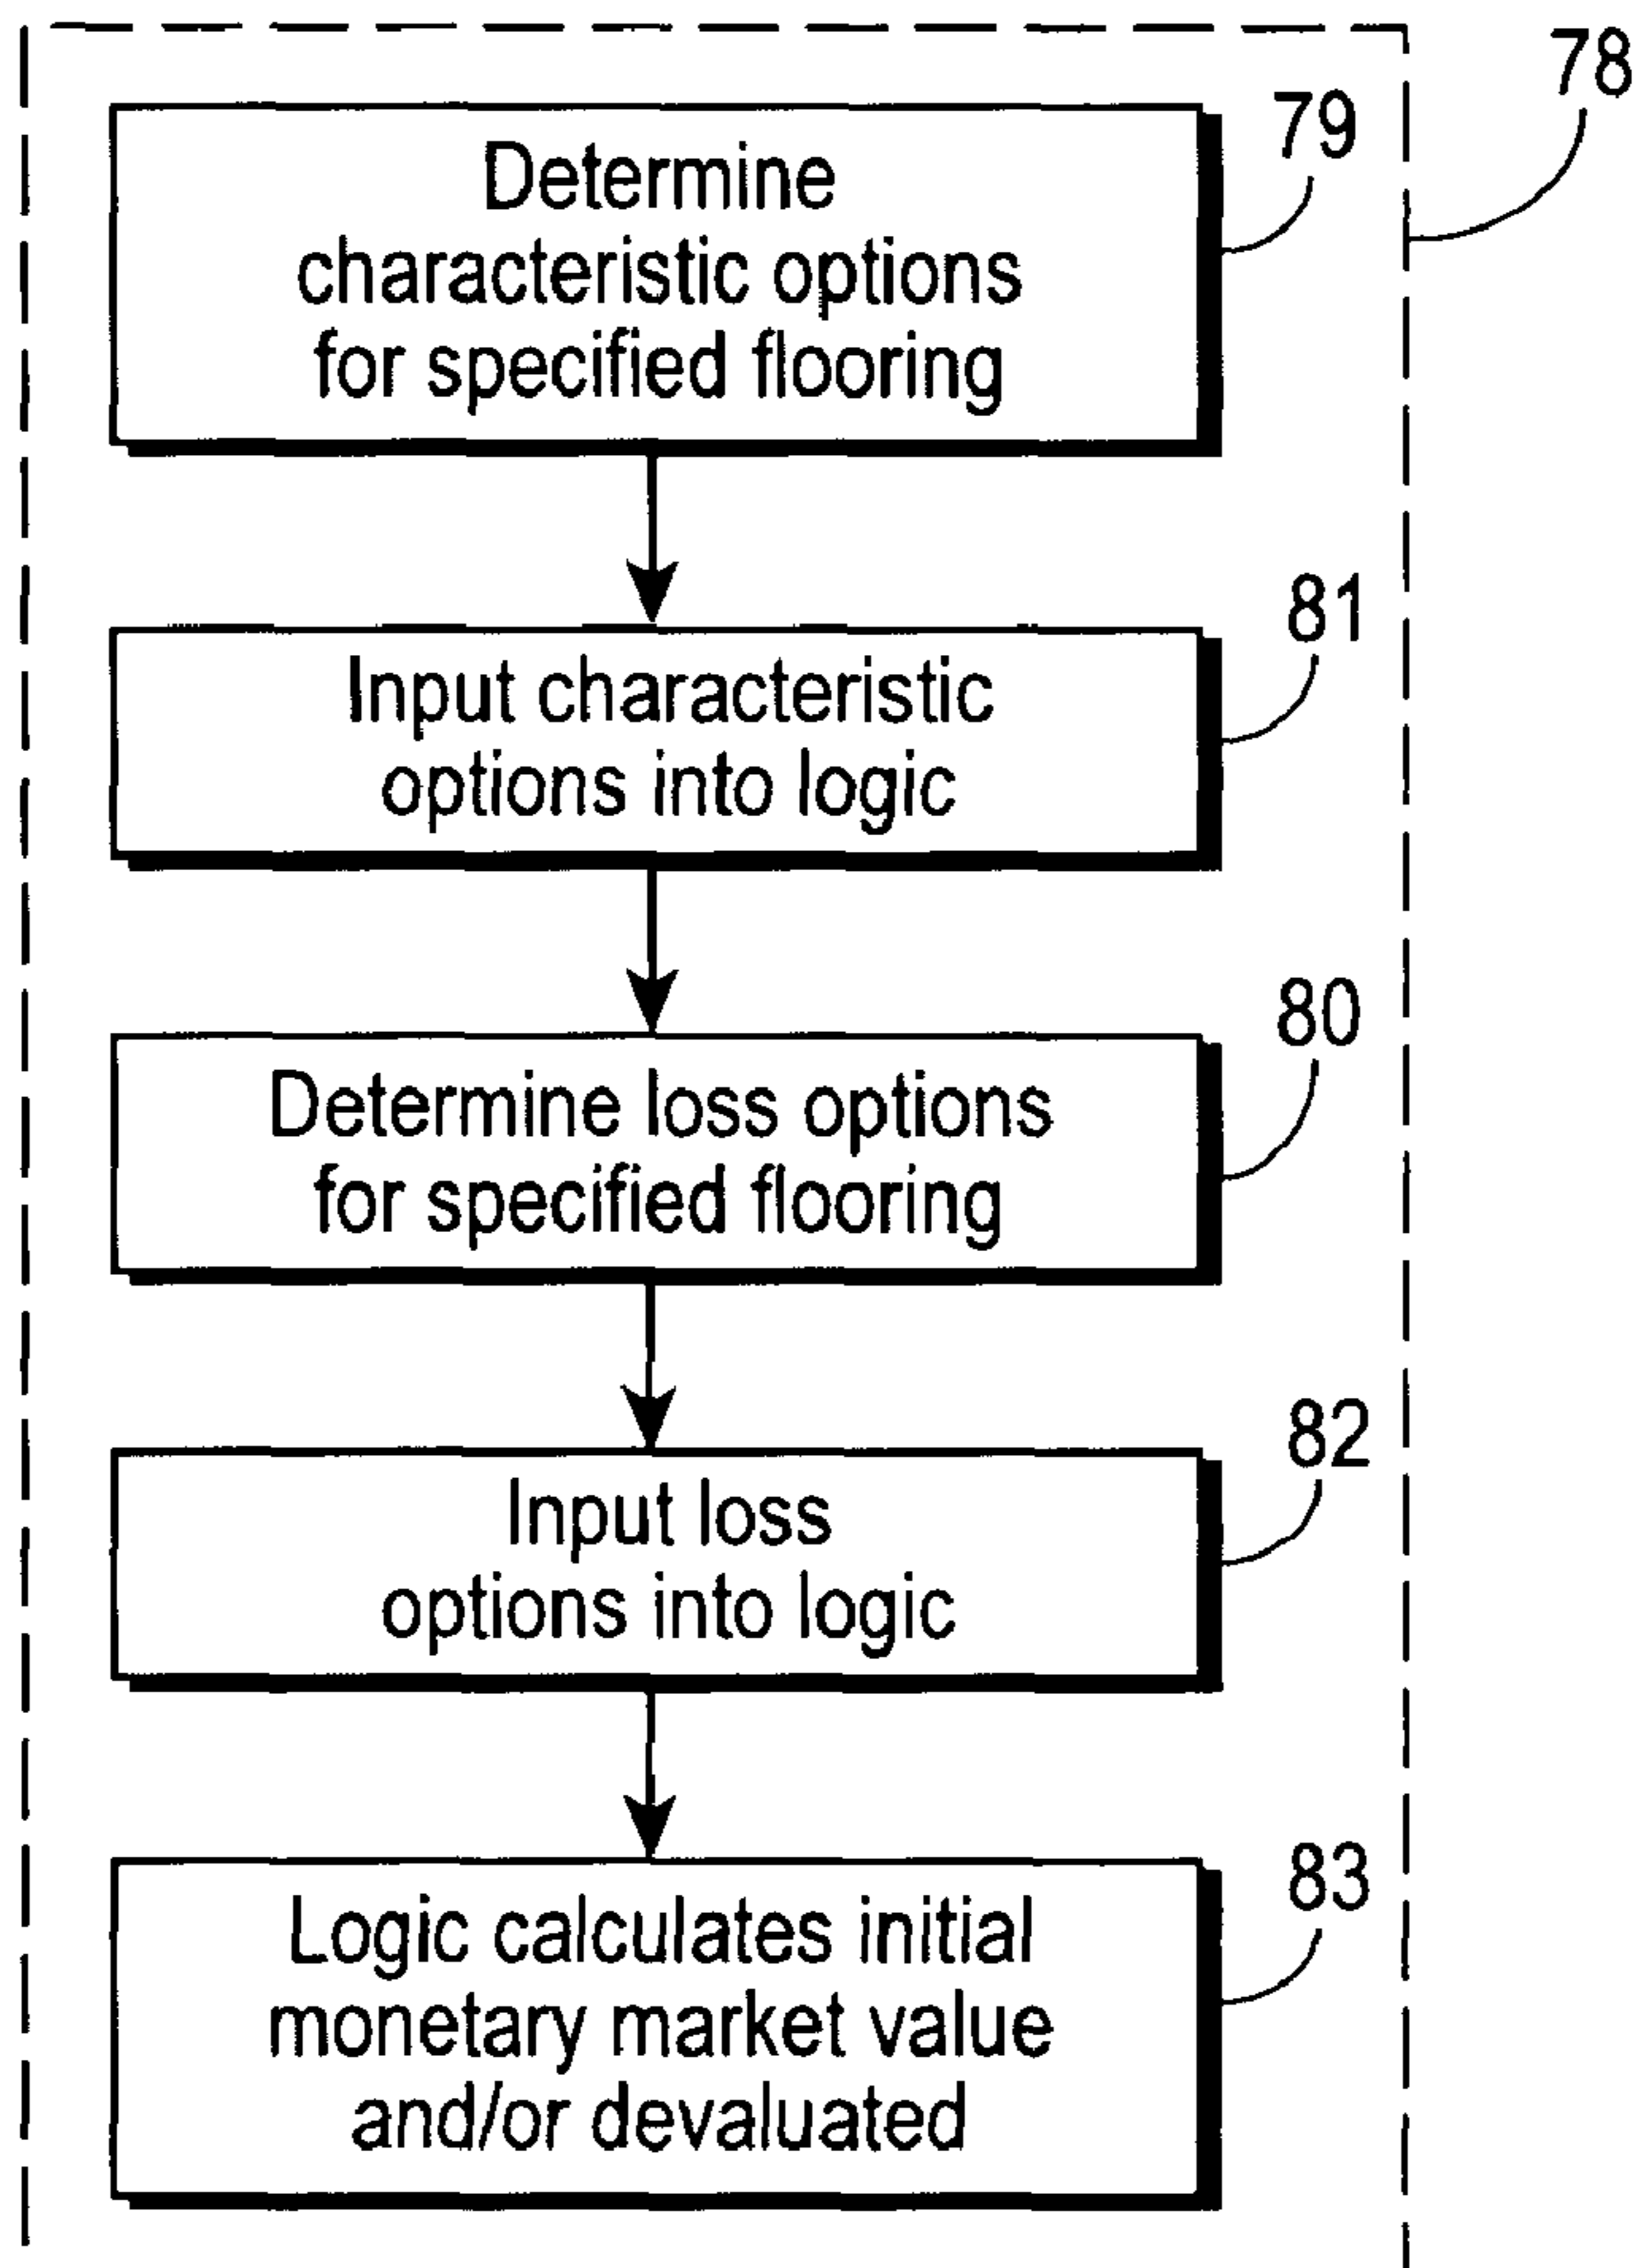 78
79
Determine
characteristic options
for specified flooring
81
Input characteristic
options into logic
80
Determine loss options
for specified flooring
82
Input loss
options into logic
83
Logic calculates initial
monetary market value
and/or devaluated